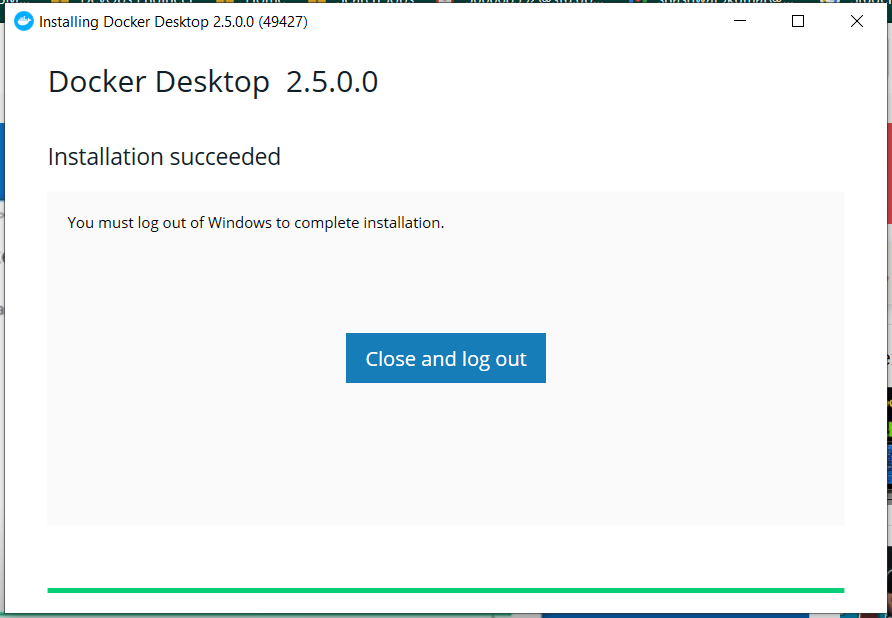 Installing Docker Desktop 2.5.0.0 (49427)
Docker Desktop 2.5.0.0
Installation succeeded
You must log out of Windows to complete installation.
Close and log out